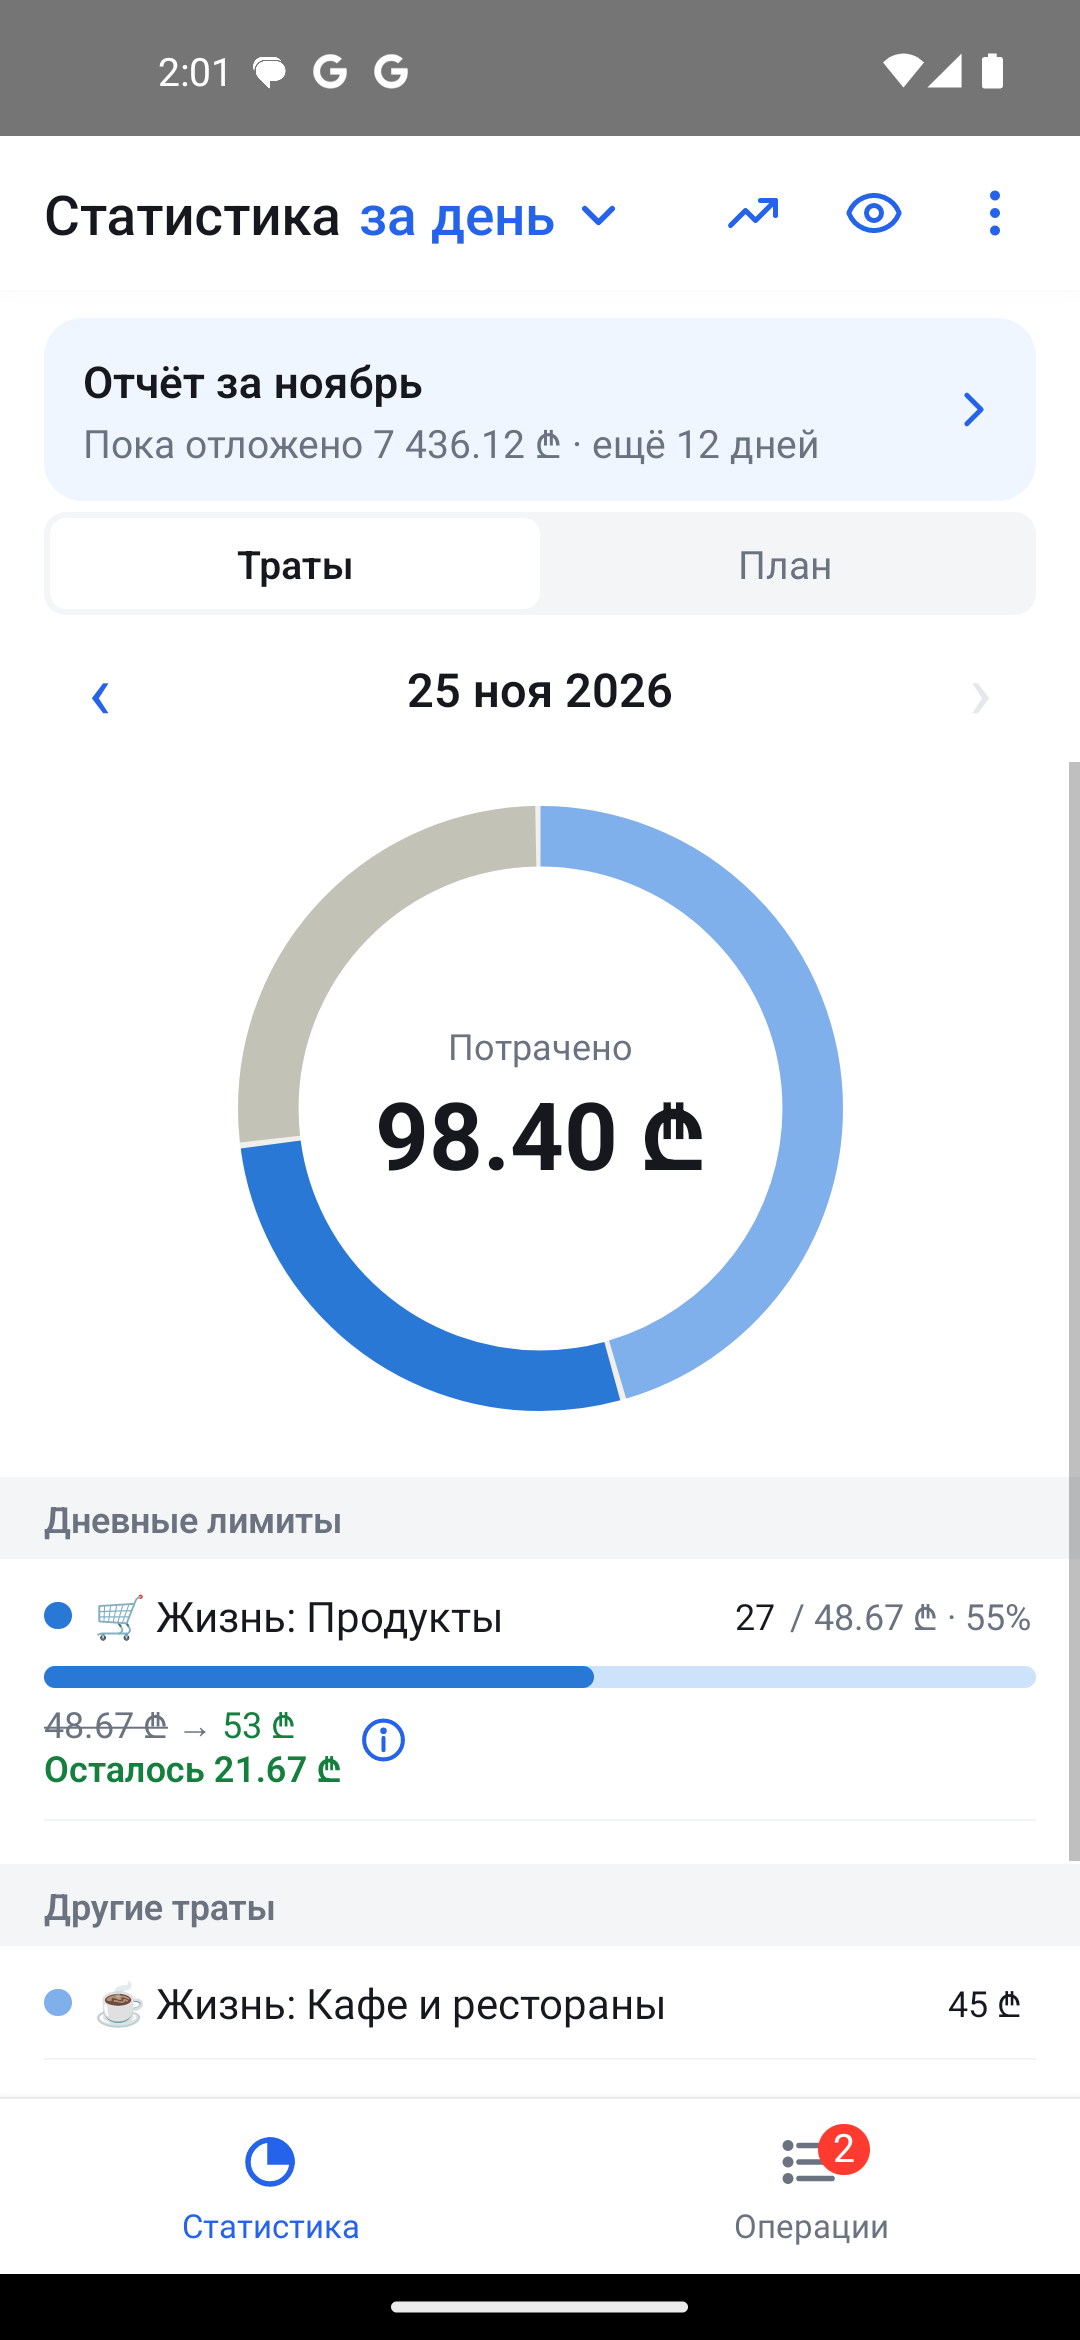 2:01
Статистика за день
Отчёт за ноябрь
Пока отложено 7 436.12 ₾ · ещё 12 дней
Траты
План
25 ноя 2026
Потрачено
98.40 ₾
Дневные лимиты
Жизнь: Продукты
27 / 48.67 ₾ · 55%
48.67 ₾ → 53 ₾
Осталось 21.67 ₾
Другие траты
Жизнь: Кафе и рестораны
45 ₾
2
Статистика
Операции